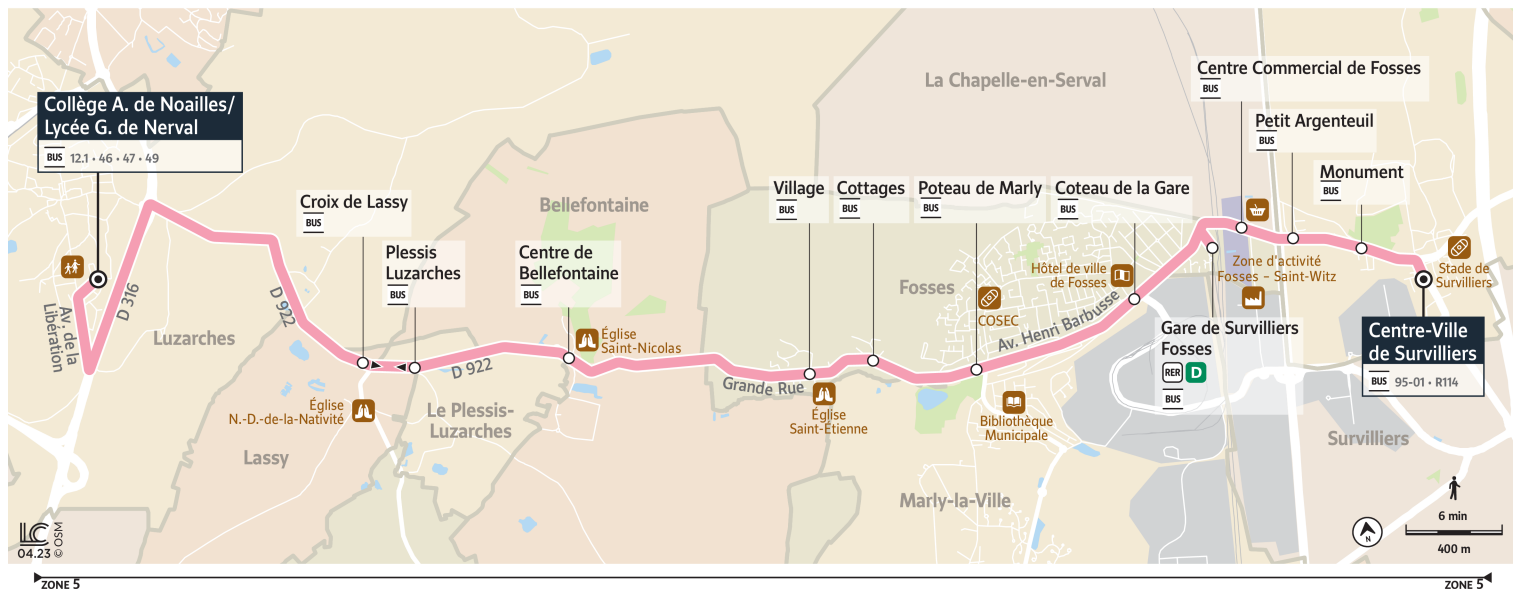 Collège A. de Noailles/
Lycée G. de Nerval
BUS 12.1 • 46 • 47 • 49
Av. de la
Libération
D 316
Luzarches
D 922
Croix de Lassy
BUS
Plessis
Luzarches
BUS
Église
N.-D.-de-la-Nativité
Lassy
Le Plessis-
Luzarches
D 922
Bellefontaine
Centre de
Bellefontaine
BUS
Église
Saint-Nicolas
Grande Rue
Village
BUS
Église
Saint-Étienne
Cottages
BUS
Poteau de Marly
BUS
Fosses
COSEC
Av. Henri Barbusse
Hôtel de ville
de Fosses
Bibliothèque
Municipale
Marly-la-Ville
La Chapelle-en-Serval
Coteau de la Gare
BUS
Gare de Survilliers
Fosses
RER D
BUS
Centre Commercial de Fosses
BUS
Zone d'activité
Fosses - Saint-Witz
Petit Argenteuil
BUS
Monument
BUS
Stade de
Survilliers
Centre-Ville
de Survilliers
BUS 95-01 • R114
Survilliers
N
6 min
400 m
LC
04.23 © OSM
ZONE 5
ZONE 5